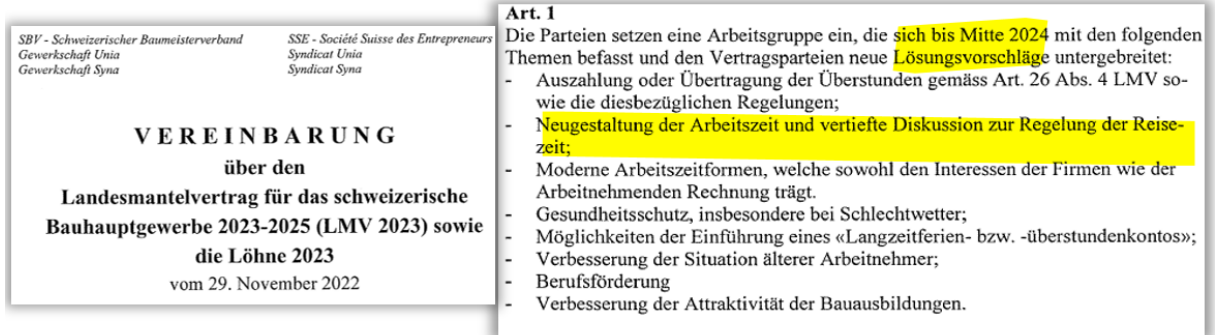 SBV - Schweizerischer Baumeisterverband
Gewerkschaft Unia
Gewerkschaft Syna
SSE - Société Suisse des Entrepreneurs
Syndicat Unia
Syndicat Syna
VEREINBARUNG
über den
Landesmantelvertrag für das schweizerische
Bauhauptgewerbe 2023-2025 (LMV 2023) sowie
die Löhne 2023
vom 29. November 2022
Art. 1
Die Parteien setzen eine Arbeitsgruppe ein, die sich bis Mitte 2024 mit den folgenden
Themen befasst und den Vertragsparteien neue Lösungsvorschläge untergebreitet:
- Auszahlung oder Übertragung der Überstunden gemäss Art. 26 Abs. 4 LMV so-
wie die diesbezüglichen Regelungen;
- Neugestaltung der Arbeitszeit und vertiefte Diskussion zur Regelung der Reise-
zeit;
- Moderne Arbeitszeitformen, welche sowohl den Interessen der Firmen wie der
Arbeitnehmenden Rechnung trägt.
- Gesundheitsschutz, insbesondere bei Schlechtwetter;
- Möglichkeiten der Einführung eines «Langzeitferien- bzw. -überstundenkontos»;
- Verbesserung der Situation älterer Arbeitnehmer;
- Berufsförderung
- Verbesserung der Attraktivität der Bauausbildungen.